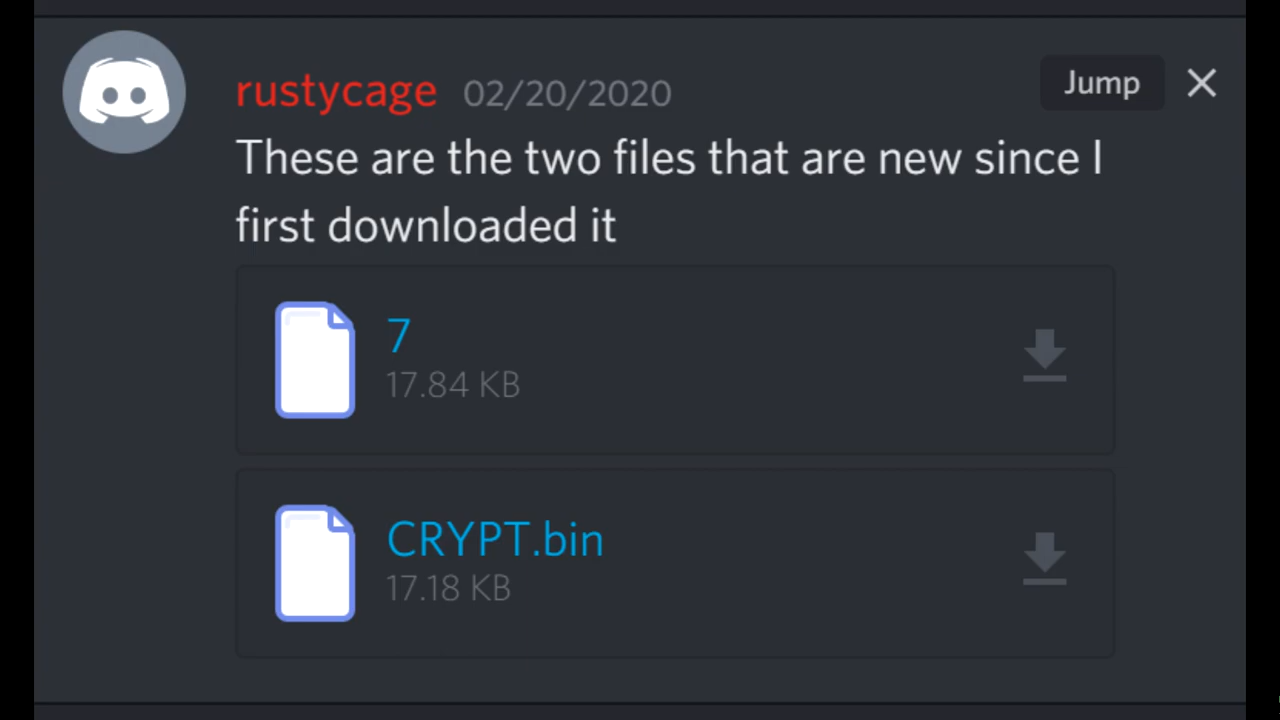 rustycage 02/20/2020 Jump
These are the two files that are new since I
first downloaded it
7
17.84 KB
CRYPT.bin
17.18 KB